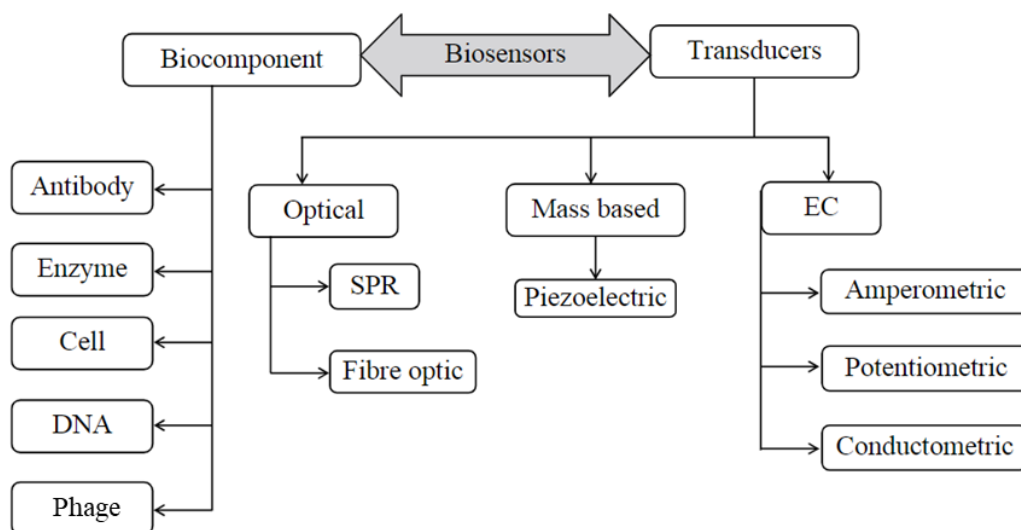 Biocomponent
Biosensors
Transducers
Antibody
Enzyme
Cell
DNA
Phage
Optical
SPR
Fibre optic
Mass based
Piezoelectric
EC
Amperometric
Potentiometric
Conductometric